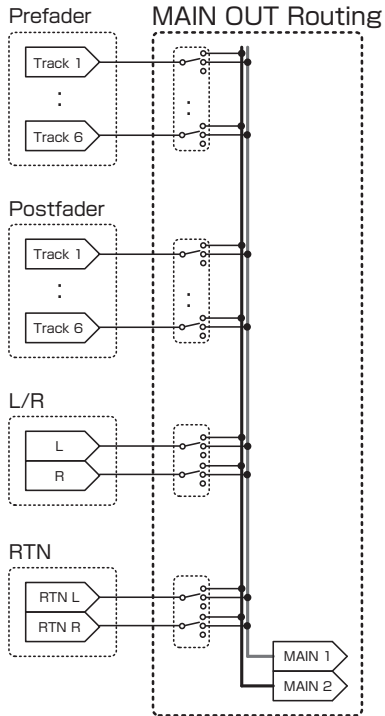 Prefader
MAIN OUT Routing
Track 1
:
:
Track 6
Postfader
Track 1
:
:
Track 6
L/R
L
R
RTN
RTN L
RTN R
MAIN 1
MAIN 2